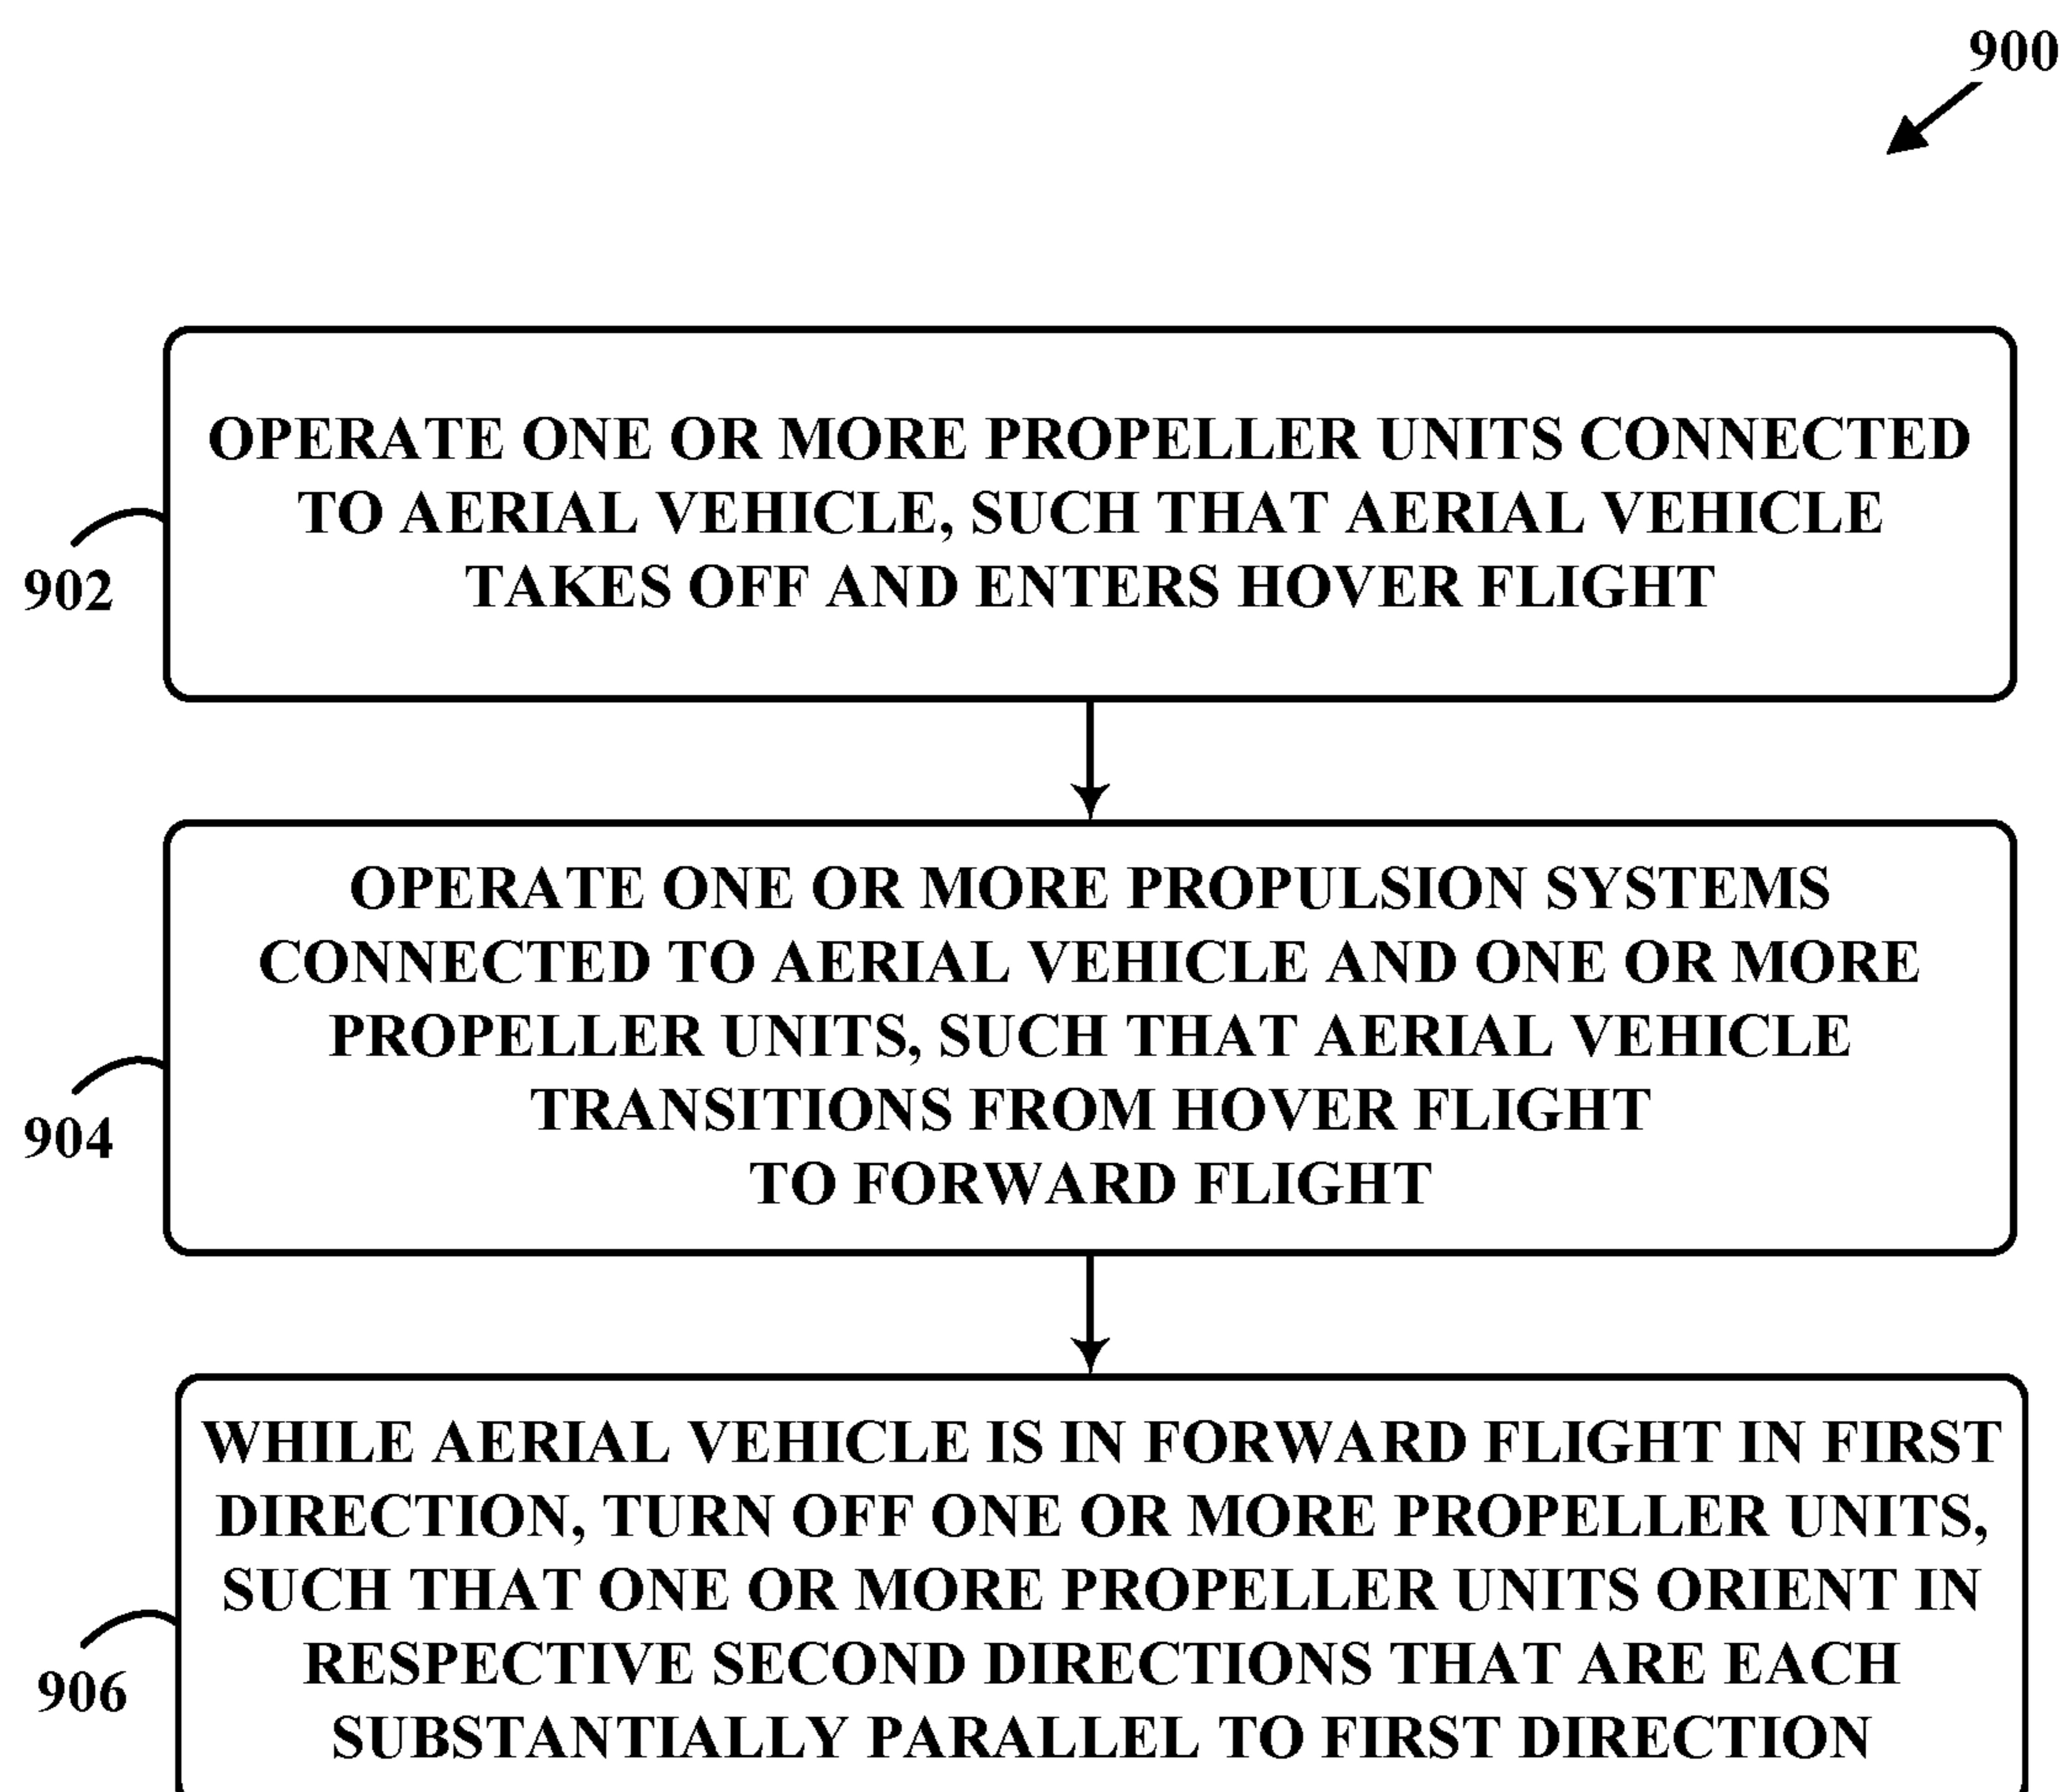 900
OPERATE ONE OR MORE PROPELLER UNITS CONNECTED
TO AERIAL VEHICLE, SUCH THAT AERIAL VEHICLE
TAKES OFF AND ENTERS HOVER FLIGHT
902
OPERATE ONE OR MORE PROPULSION SYSTEMS
CONNECTED TO AERIAL VEHICLE AND ONE OR MORE
PROPELLER UNITS, SUCH THAT AERIAL VEHICLE
TRANSITIONS FROM HOVER FLIGHT
TO FORWARD FLIGHT
904
WHILE AERIAL VEHICLE IS IN FORWARD FLIGHT IN FIRST
DIRECTION, TURN OFF ONE OR MORE PROPELLER UNITS,
SUCH THAT ONE OR MORE PROPELLER UNITS ORIENT IN
RESPECTIVE SECOND DIRECTIONS THAT ARE EACH
SUBSTANTIALLY PARALLEL TO FIRST DIRECTION
906